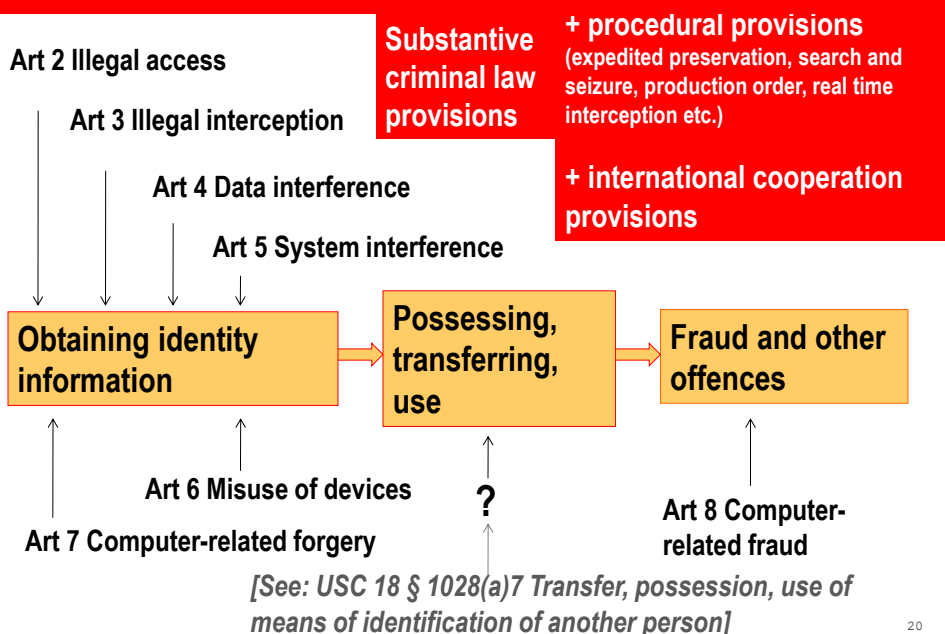 Art 2 Illegal access
Art 3 Illegal interception
Art 4 Data interference
Art 5 System interference
Substantive
criminal law
provisions
+ procedural provisions
(expedited preservation, search and
seizure, production order, real time
interception etc.)
+ international cooperation
provisions
Obtaining identity
information
Possessing,
transferring,
use
Fraud and other
offences
Art 6 Misuse of devices
Art 7 Computer-related forgery
?
Art 8 Computer-
related fraud
[See: USC 18 § 1028(a)7 Transfer, possession, use of
means of identification of another person]
20